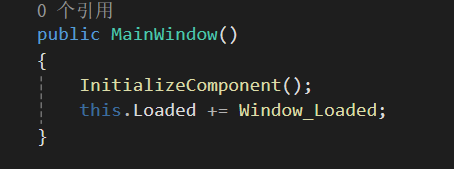 0 个引用
public MainWindow()
{
InitializeComponent();
this.Loaded += Window_Loaded;
}